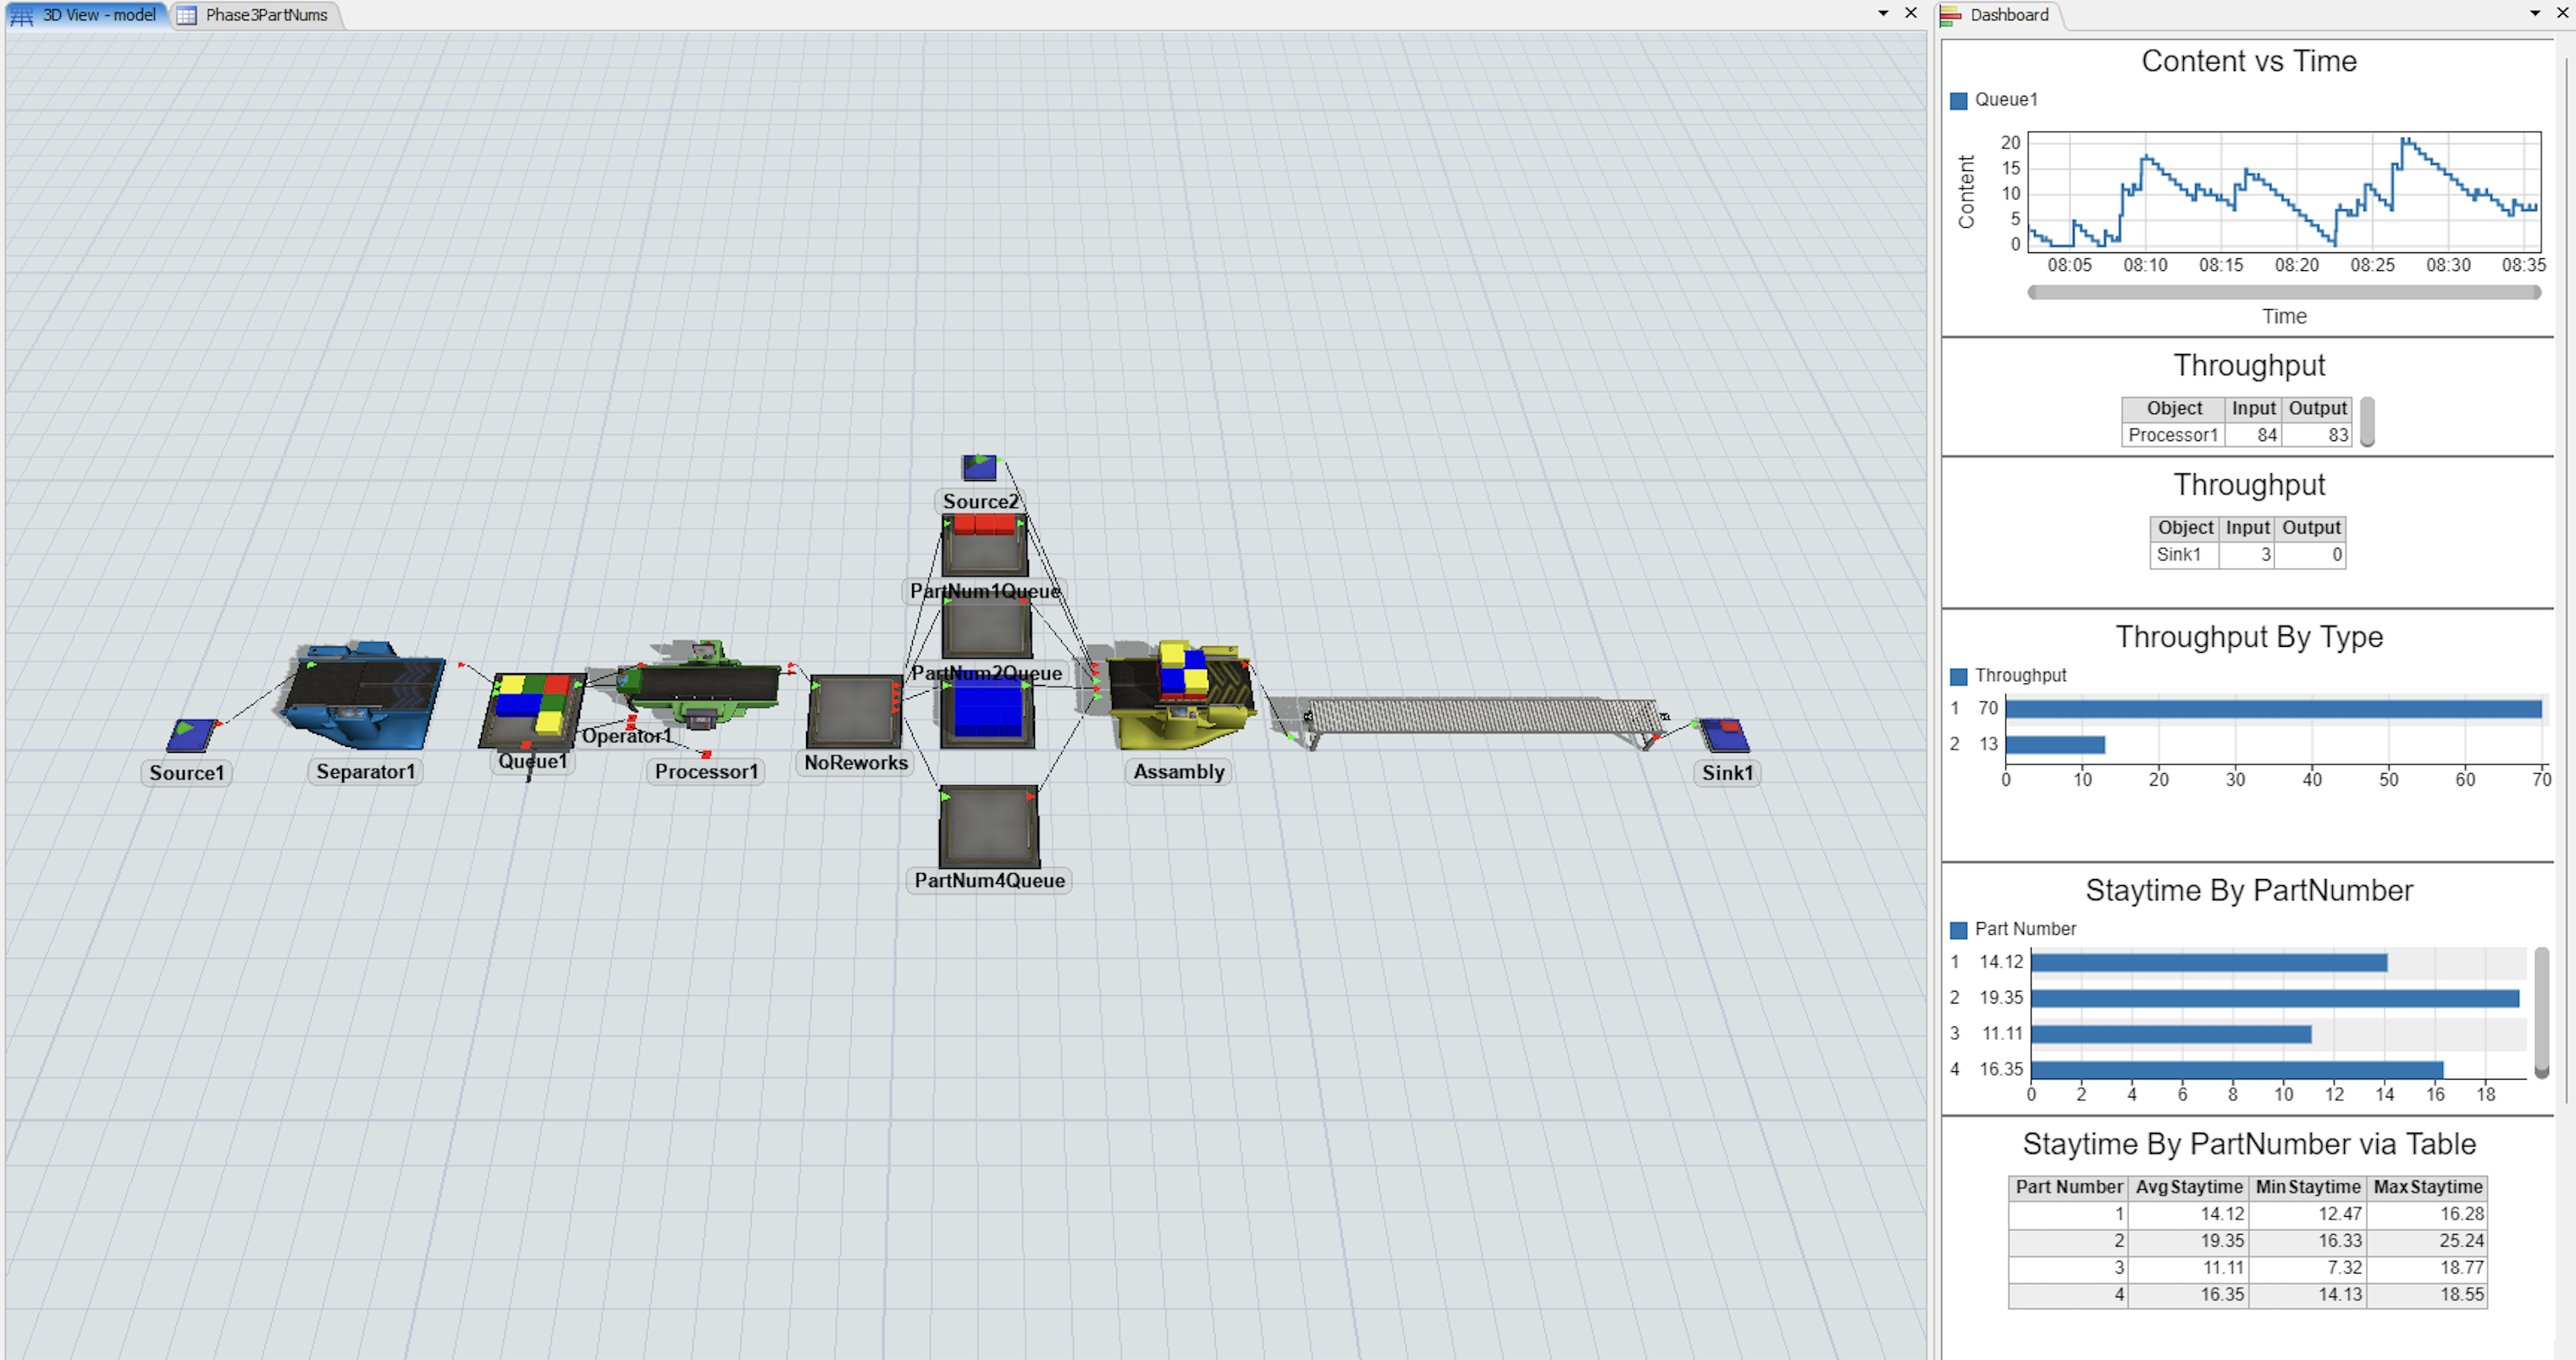 3D View - model
Phase3PartNums
Source2
PartNum1Queue
PartNum2Queue
Operator1
Source1
Separator1
Queue1
Processor1
NoReworks
Assambly
Sink1
PartNum4Queue
Dashboard
Content vs Time
Queue1
Content
20
15
10
5
0
08:05 08:10 08:15 08:20 08:25 08:30 08:35
Time
Throughput
Object Input Output
Processor1 84 83
Throughput
Object Input Output
Sink1 3 0
Throughput By Type
Throughput
1 70
2 13
0 10 20 30 40 50 60 70
Staytime By PartNumber
Part Number
1 14.12
2 19.35
3 11.11
4 16.35
0 2 4 6 8 10 12 14 16 18
Staytime By PartNumber via Table
Part Number Avg Staytime Min Staytime Max Staytime
1 14.12 12.47 16.28
2 19.35 16.33 25.24
3 11.11 7.32 18.77
4 16.35 14.13 18.55